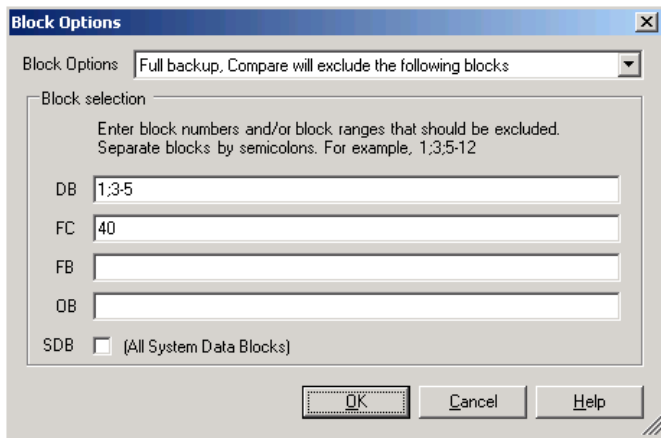 Block Options
Block Options Full backup, Compare will exclude the following blocks
Block selection
Enter block numbers and/or block ranges that should be excluded.
Separate blocks by semicolons. For example, 1;3;5-12
DB 1;3-5
FC 40
FB
OB
SDB (All System Data Blocks)
OK Cancel Help